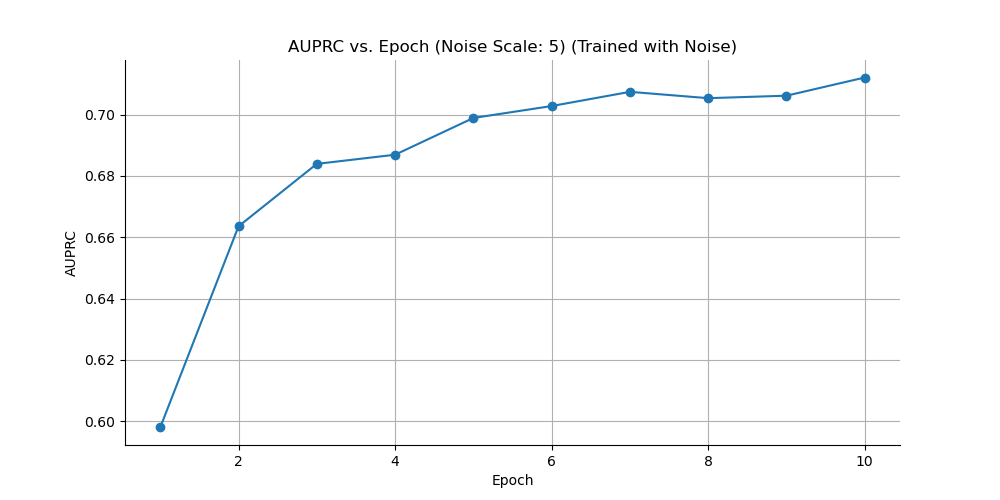 AUPRC vs. Epoch (Noise Scale: 5) (Trained with Noise)
AUPRC
0.70
0.68
0.66
0.64
0.62
0.60
2 4 6 8 10
Epoch